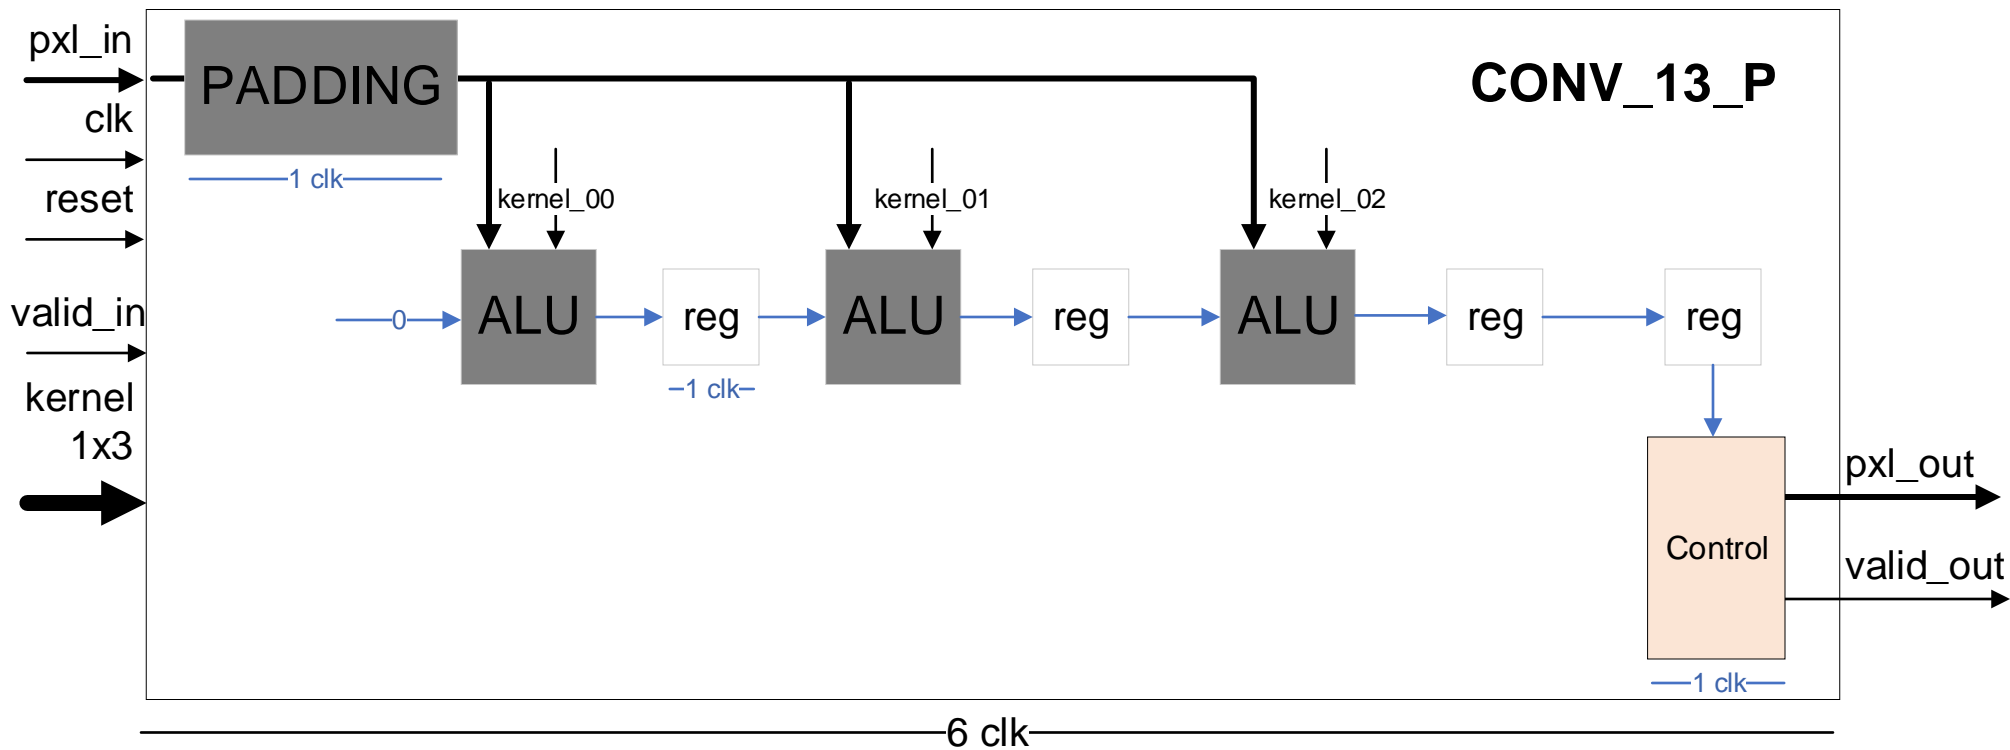 pxl_in
clk
reset
valid_in
kernel
1x3
PADDING
CONV_13_P
1 clk
kernel_00
kernel_01
kernel_02
0
ALU
reg
ALU
reg
ALU
reg
reg
1 clk
pxl_out
Control
valid_out
1 clk
6 clk